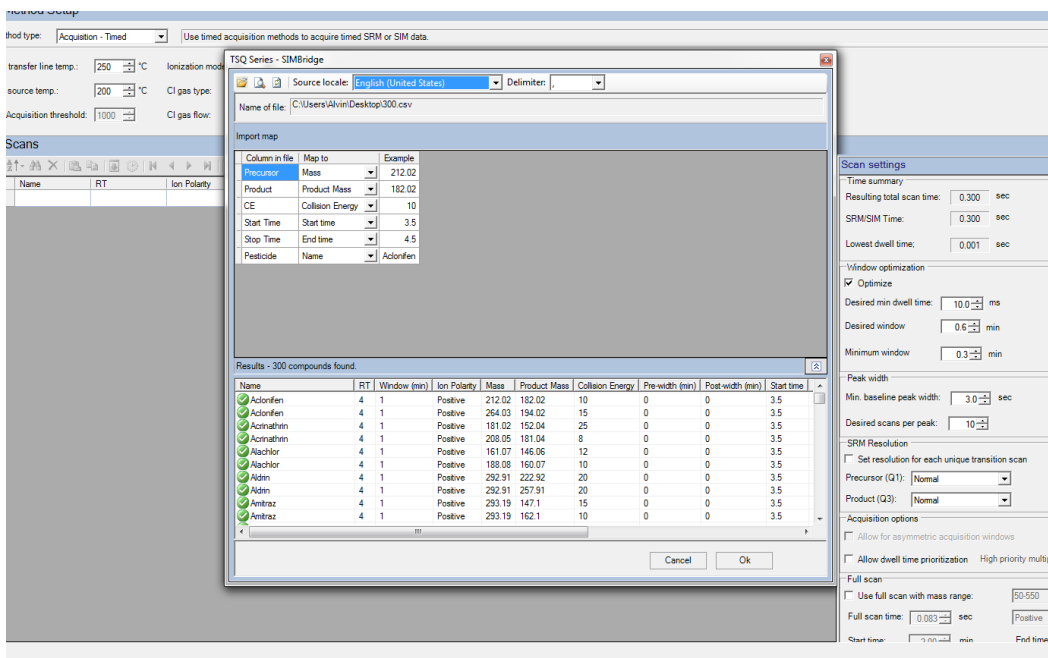 Method Setup
thod type: Acquisition - Timed Use timed acquisition methods to acquire timed SRM or SIM data.
transfer line temp.: 250 °C Ionization mode
source temp.: 200 °C CI gas type:
Acquisition threshold: 1000 CI gas flow:
Scans
Name RT Ion Polarity
TSQ Series - SIMBridge
Source locale: English (United States) Delimiter: ,
Name of file: C:\Users\Alvin\Desktop\300.csv
Import map
Column in file Map to Example
Precursor Mass 212.02
Product Product Mass 182.02
CE Collision Energy 10
Start Time Start time 3.5
Stop Time End time 4.5
Pesticide Name Aclonifen
Results - 300 compounds found.
Name RT Window (min) Ion Polarity Mass Product Mass Collision Energy Pre-width (min) Post-width (min) Start time
Aclonifen 4 1 Positive 212.02 182.02 10 0 0 3.5
Aclonifen 4 1 Positive 264.03 194.02 15 0 0 3.5
Acrinathrin 4 1 Positive 181.02 152.04 25 0 0 3.5
Acrinathrin 4 1 Positive 208.05 181.04 8 0 0 3.5
Alachlor 4 1 Positive 161.07 146.06 12 0 0 3.5
Alachlor 4 1 Positive 188.08 160.07 10 0 0 3.5
Aldrin 4 1 Positive 292.91 222.92 20 0 0 3.5
Aldrin 4 1 Positive 292.91 257.91 20 0 0 3.5
Amitraz 4 1 Positive 293.19 147.1 15 0 0 3.5
Amitraz 4 1 Positive 293.19 162.1 10 0 0 3.5
Cancel Ok
Scan settings
Time summary
Resulting total scan time: 0.300 sec
SRM/SIM Time: 0.300 sec
Lowest dwell time; 0.001 sec
Window optimization
Optimize
Desired min dwell time: 10.0 ms
Desired window 0.6 min
Minimum window 0.3 min
Peak width
Min. baseline peak width: 3.0 sec
Desired scans per peak: 10
SRM Resolution
Set resolution for each unique transition scan
Precursor (Q1): Normal
Product (Q3): Normal
Acquisition options
Allow for asymmetric acquisition windows
Allow dwell time prioritization High priority multip
Full scan
Use full scan with mass range: 50-550
Full scan time: 0.083 sec Positive
Start time: 2.00 min End time